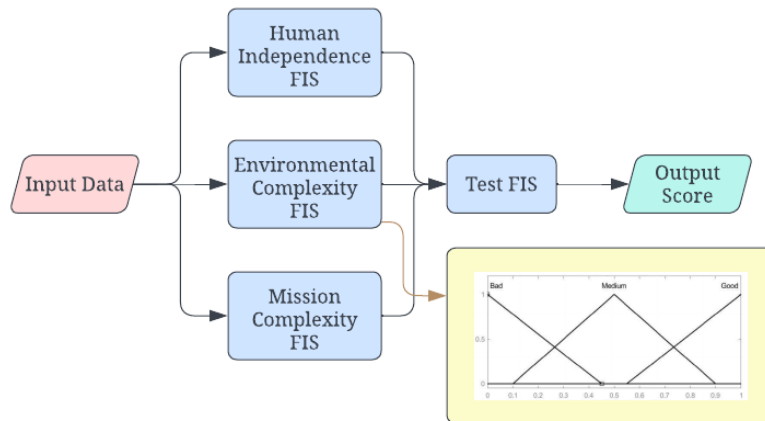 Human
Independence
FIS
Input Data
Environmental
Complexity
FIS
Test FIS
Output
Score
Mission
Complexity
FIS
Bad Medium Good
1
0.5
0
0 0.1 0.2 0.3 0.4 0.5 0.6 0.7 0.8 0.9 1